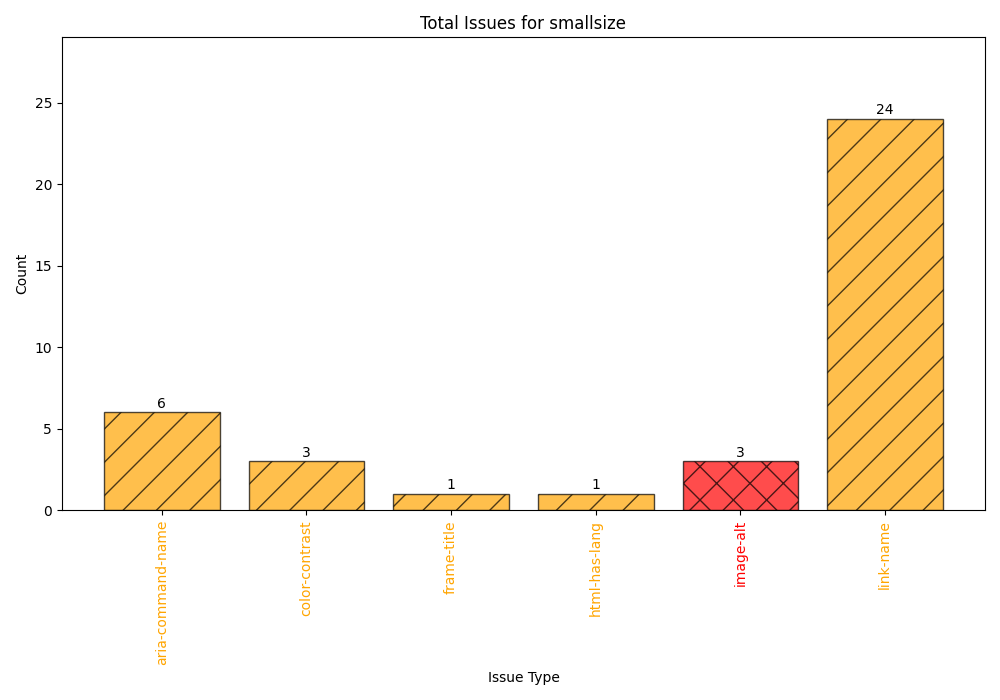 Total Issues for smallsize
Count
25
20
15
10
5
0
6
3
1
1
3
24
aria-command-name
color-contrast
frame-title
html-has-lang
image-alt
link-name
Issue Type